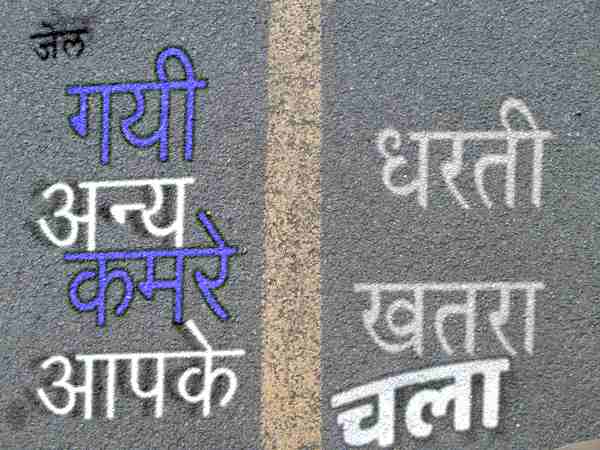 जेल
गयी
अन्य
कमरे
आपके
धरती
खतरा
चला